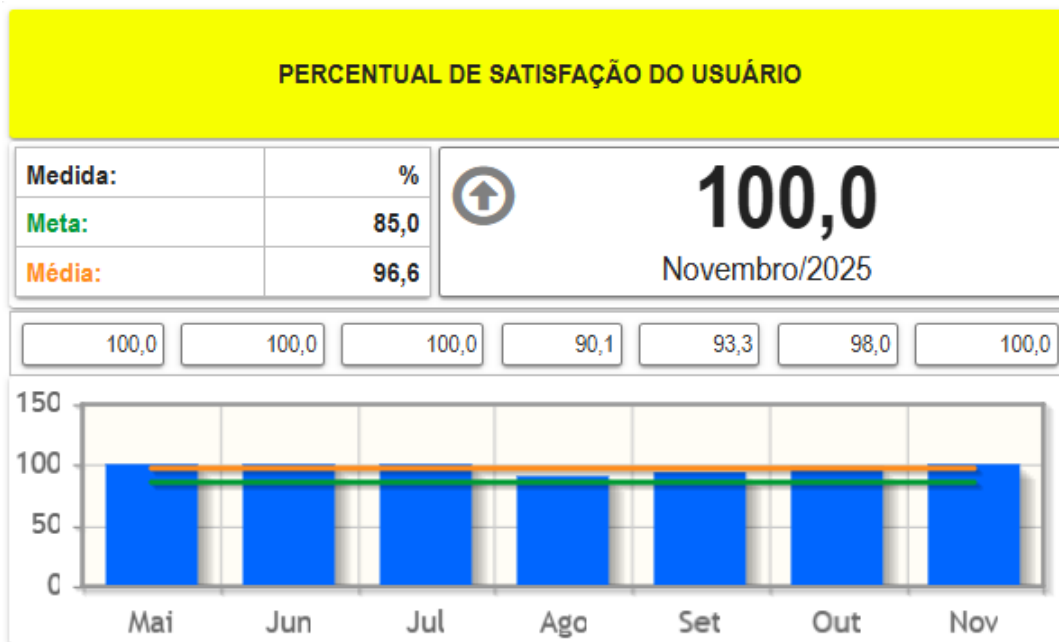 PERCENTUAL DE SATISFAÇÃO DO USUÁRIO
Medida: %
Meta: 85,0
Média: 96,6
100,0
Novembro/2025
100,0 100,0 100,0 90,1 93,3 98,0 100,0
150
100
50
0
Mai Jun Jul Ago Set Out Nov